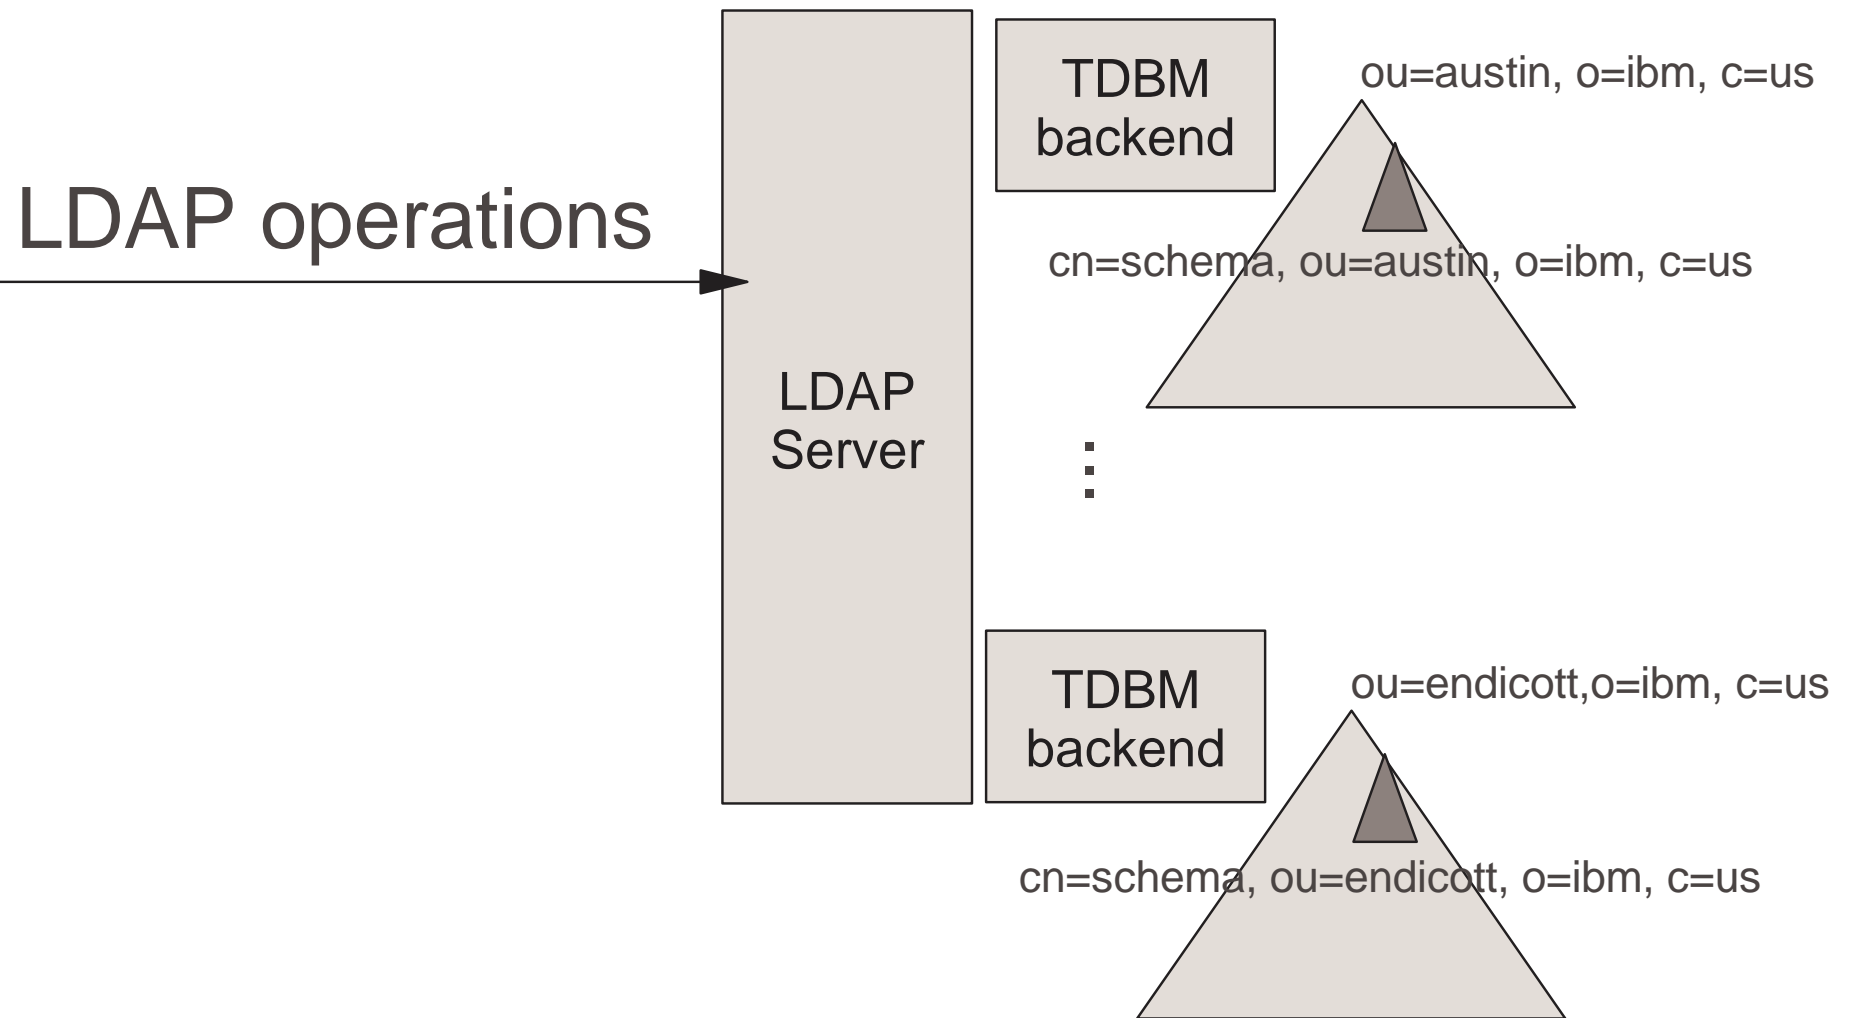 LDAP operations
LDAP
Server
TDBM
backend
ou=austin, o=ibm, c=us
cn=schema, ou=austin, o=ibm, c=us
TDBM
backend
ou=endicott,o=ibm, c=us
cn=schema, ou=endicott, o=ibm, c=us